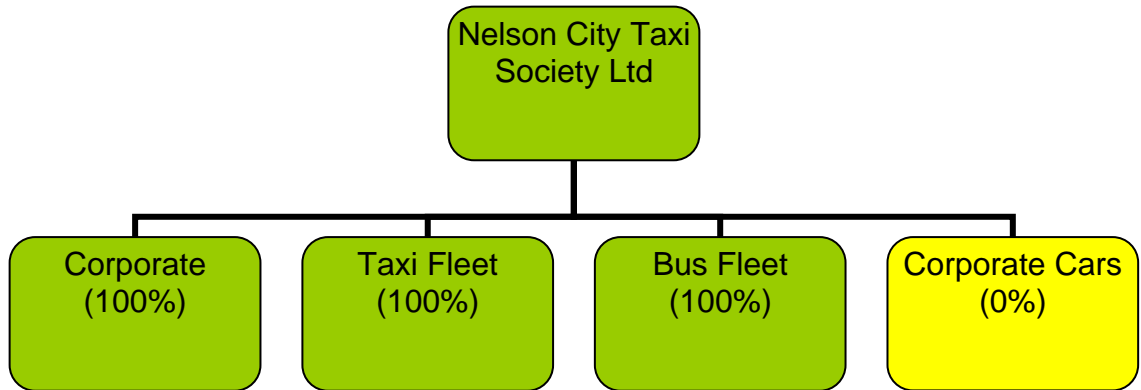 Nelson City Taxi
Society Ltd
Corporate
(100%)
Taxi Fleet
(100%)
Bus Fleet
(100%)
Corporate Cars
(0%)